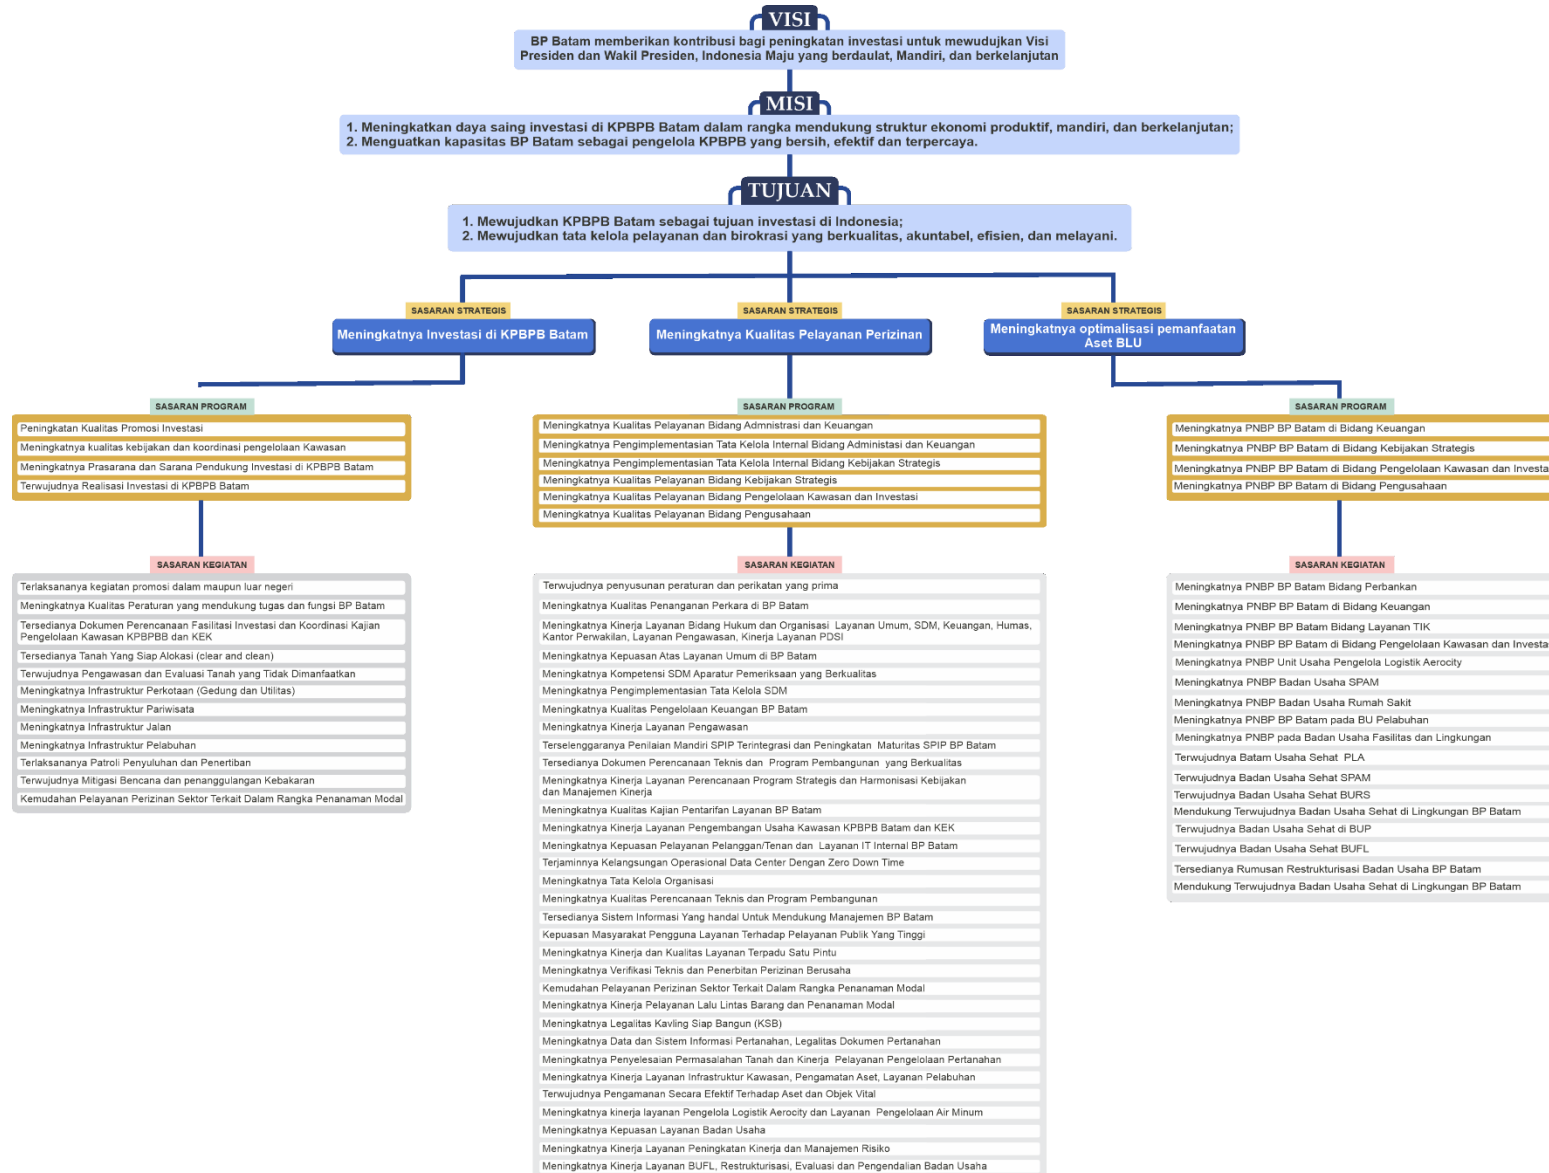 VISI
BP Batam memberikan kontribusi bagi peningkatan investasi untuk mewudujkan Visi
Presiden dan Wakil Presiden, Indonesia Maju yang berdaulat, Mandiri, dan berkelanjutan
MISI
1. Meningkatkan daya saing investasi di KPBPB Batam dalam rangka mendukung struktur ekonomi produktif, mandiri, dan berkelanjutan;
2. Menguatkan kapasitas BP Batam sebagai pengelola KPBPB yang bersih, efektif dan terpercaya.
TUJUAN
1. Mewujudkan KPBPB Batam sebagai tujuan investasi di Indonesia;
2. Mewujudkan tata kelola pelayanan dan birokrasi yang berkualitas, akuntabel, efisien, dan melayani.
SASARAN STRATEGIS
Meningkatnya Investasi di KPBPB Batam
SASARAN STRATEGIS
Meningkatnya Kualitas Pelayanan Perizinan
SASARAN STRATEGIS
Meningkatnya optimalisasi pemanfaatan
Aset BLU
SASARAN PROGRAM
Peningkatan Kualitas Promosi Investasi
Meningkatnya kualitas kebijakan dan koordinasi pengelolaan Kawasan
Meningkatnya Prasarana dan Sarana Pendukung Investasi di KPBPB Batam
Terwujudnya Realisasi Investasi di KPBPB Batam
SASARAN KEGIATAN
Terlaksananya kegiatan promosi dalam maupun luar negeri
Meningkatnya Kualitas Peraturan yang mendukung tugas dan fungsi BP Batam
Tersedianya Dokumen Perencanaan Fasilitasi Investasi dan Koordinasi Kajian
Pengelolaan Kawasan KPBPBB dan KEK
Tersedianya Tanah Yang Siap Alokasi (clear and clean)
Terwujudnya Pengawasan dan Evaluasi Tanah yang Tidak Dimanfaatkan
Meningkatnya Infrastruktur Perkotaan (Gedung dan Utilitas)
Meningkatnya Infrastruktur Pariwisata
Meningkatnya Infrastruktur Jalan
Meningkatnya Infrastruktur Pelabuhan
Terlaksananya Patroli Penyuluhan dan Penertiban
Terwujudnya Mitigasi Bencana dan penanggulangan Kebakaran
Kemudahan Pelayanan Perizinan Sektor Terkait Dalam Rangka Penanaman Modal
SASARAN PROGRAM
Meningkatnya Kualitas Pelayanan Bidang Admnistrasi dan Keuangan
Meningkatnya Pengimplementasian Tata Kelola Internal Bidang Administasi dan Keuangan
Meningkatnya Pengimplementasian Tata Kelola Internal Bidang Kebijakan Strategis
Meningkatnya Kualitas Pelayanan Bidang Kebijakan Strategis
Meningkatnya Kualitas Pelayanan Bidang Pengelolaan Kawasan dan Investasi
Meningkatnya Kualitas Pelayanan Bidang Pengusahaan
SASARAN KEGIATAN
Terwujudnya penyusunan peraturan dan perikatan yang prima
Meningkatnya Kualitas Penanganan Perkara di BP Batam
Meningkatnya Kinerja Layanan Bidang Hukum dan Organisasi Layanan Umum, SDM, Keuangan, Humas,
Kantor Perwakilan, Layanan Pengawasan, Kinerja Layanan PDSI
Meningkatnya Kepuasan Atas Layanan Umum di BP Batam
Meningkatnya Kompetensi SDM Aparatur Pemeriksaan yang Berkualitas
Meningkatnya Pengimplementasian Tata Kelola SDM
Meningkatnya Kualitas Pengelolaan Keuangan BP Batam
Meningkatnya Kinerja Layanan Pengawasan
Terselenggaranya Penilaian Mandiri SPIP Terintegrasi dan Peningkatan Maturitas SPIP BP Batam
Tersedianya Dokumen Perencanaan Teknis dan Program Pembangunan yang Berkualitas
Meningkatnya Kinerja Layanan Perencanaan Program Strategis dan Harmonisasi Kebijakan
dan Manajemen Kinerja
Meningkatnya Kualitas Kajian Pentarifan Layanan BP Batam
Meningkatnya Kinerja Layanan Pengembangan Usaha Kawasan KPBPB Batam dan KEK
Meningkatnya Kepuasan Pelayanan Pelanggan/Tenan dan Layanan IT Internal BP Batam
Terjaminnya Kelangsungan Operasional Data Center Dengan Zero Down Time
Meningkatnya Tata Kelola Organisasi
Meningkatnya Kualitas Perencanaan Teknis dan Program Pembangunan
Tersedianya Sistem Informasi Yang handal Untuk Mendukung Manajemen BP Batam
Kepuasan Masyarakat Pengguna Layanan Terhadap Pelayanan Publik Yang Tinggi
Meningkatnya Kinerja dan Kualitas Layanan Terpadu Satu Pintu
Meningkatnya Verifikasi Teknis dan Penerbitan Perizinan Berusaha
Kemudahan Pelayanan Perizinan Sektor Terkait Dalam Rangka Penanaman Modal
Meningkatnya Kinerja Pelayanan Lalu Lintas Barang dan Penanaman Modal
Meningkatnya Legalitas Kavling Siap Bangun (KSB)
Meningkatnya Data dan Sistem Informasi Pertanahan, Legalitas Dokumen Pertanahan
Meningkatnya Penyelesaian Permasalahan Tanah dan Kinerja Pelayanan Pengelolaan Pertanahan
Meningkatnya Kinerja Layanan Infrastruktur Kawasan, Pengamatan Aset, Layanan Pelabuhan
Terwujudnya Pengamanan Secara Efektif Terhadap Aset dan Objek Vital
Meningkatnya kinerja layanan Pengelola Logistik Aerocity dan Layanan Pengelolaan Air Minum
Meningkatnya Kepuasan Layanan Badan Usaha
Meningkatnya Kinerja Layanan Peningkatan Kinerja dan Manajemen Risiko
Meningkatnya Kinerja Layanan BUFL, Restrukturisasi, Evaluasi dan Pengendalian Badan Usaha
SASARAN PROGRAM
Meningkatnya PNBP BP Batam di Bidang Keuangan
Meningkatnya PNBP BP Batam di Bidang Kebijakan Strategis
Meningkatnya PNBP BP Batam di Bidang Pengelolaan Kawasan dan Investa
Meningkatnya PNBP BP Batam di Bidang Pengusahaan
SASARAN KEGIATAN
Meningkatnya PNBP BP Batam Bidang Perbankan
Meningkatnya PNBP BP Batam di Bidang Keuangan
Meningkatnya PNBP BP Batam Bidang Layanan TIK
Meningkatnya PNBP BP Batam di Bidang Pengelolaan Kawasan dan Investa
Meningkatnya PNBP Unit Usaha Pengelola Logistik Aerocity
Meningkatnya PNBP Badan Usaha SPAM
Meningkatnya PNBP Badan Usaha Rumah Sakit
Meningkatnya PNBP BP Batam pada BU Pelabuhan
Meningkatnya PNBP pada Badan Usaha Fasilitas dan Lingkungan
Terwujudnya Batam Usaha Sehat PLA
Terwujudnya Badan Usaha Sehat SPAM
Terwujudnya Badan Usaha Sehat BURS
Mendukung Terwujudnya Badan Usaha Sehat di Lingkungan BP Batam
Terwujudnya Badan Usaha Sehat di BUP
Terwujudnya Badan Usaha Sehat BUFL
Tersedianya Rumusan Restrukturisasi Badan Usaha BP Batam
Mendukung Terwujudnya Badan Usaha Sehat di Lingkungan BP Batam